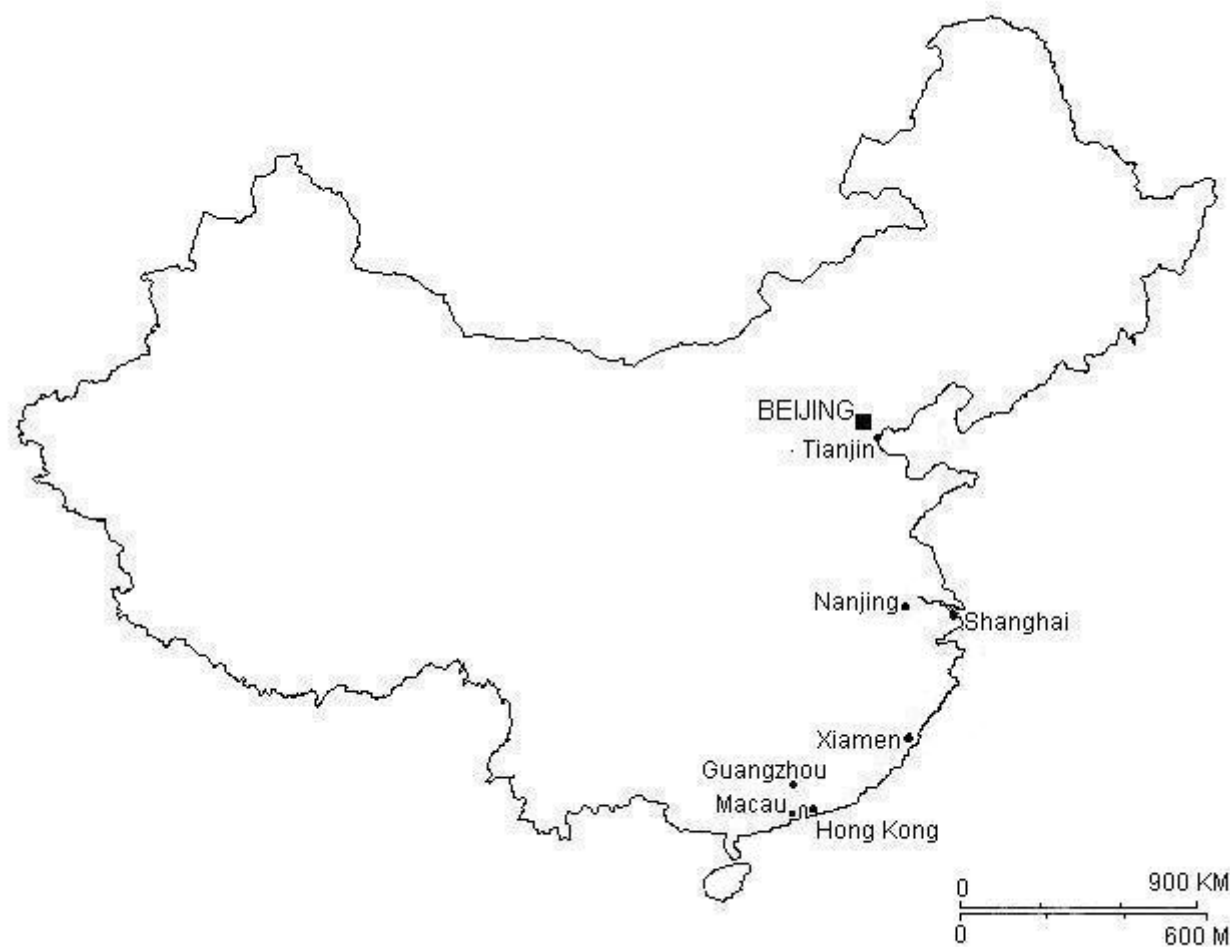 BEIJING
Tianjin
Nanjing
Shanghai
Xiamen
Guangzhou
Macau
Hong Kong
0 900 KM
0 600 M